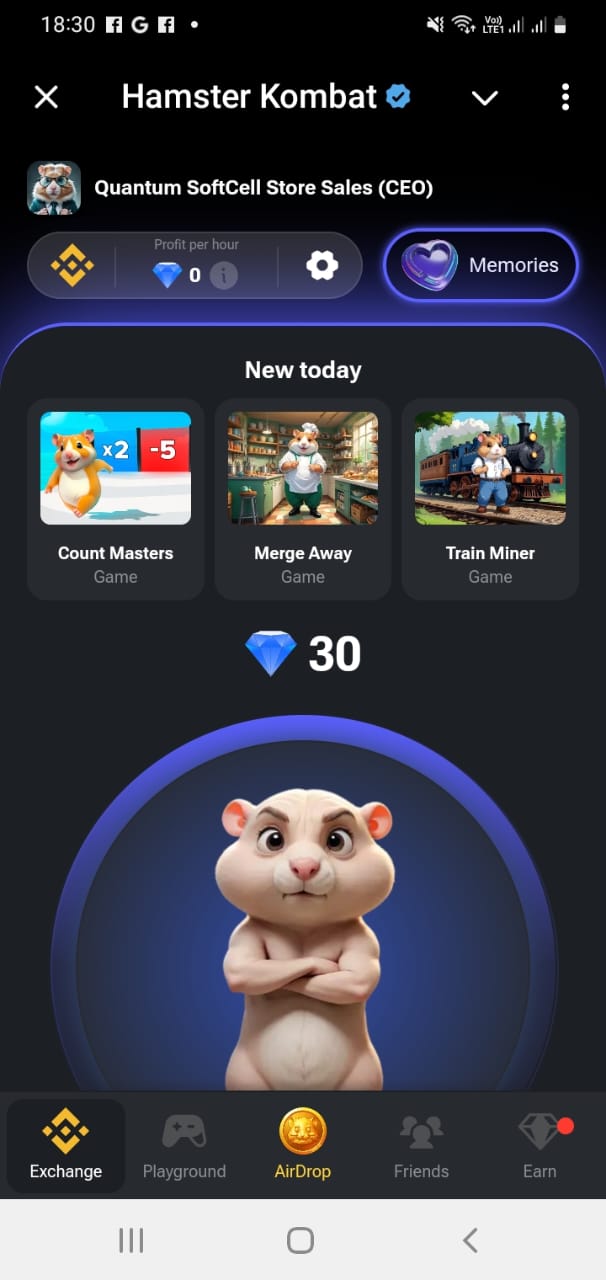 18:30
Vo)) LTE1
Hamster Kombat
Quantum SoftCell Store Sales (CEO)
Profit per hour
0
i
Memories
New today
x2 -5
Count Masters
Game
Merge Away
Game
Train Miner
Game
30
Exchange
Playground
AirDrop
Friends
Earn